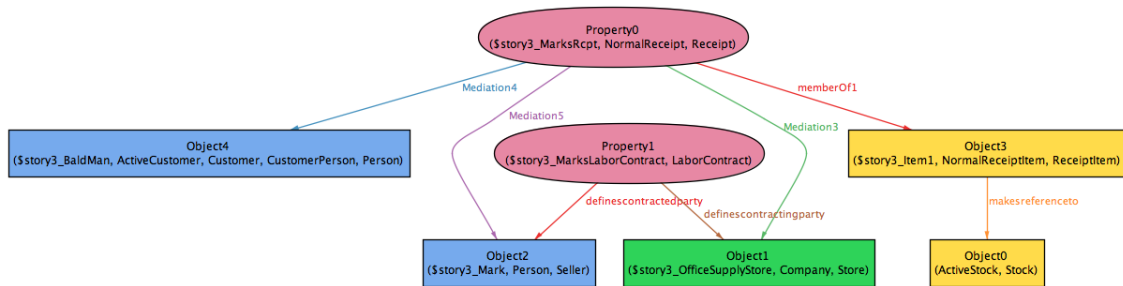 Property0
($story3_MarksRcpt, NormalReceipt, Receipt)
Mediation4
memberOf1
Mediation5
Mediation3
Object4
($story3_BaldMan, ActiveCustomer, Customer, CustomerPerson, Person)
Property1
($story3_MarksLaborContract, LaborContract)
Object3
($story3_Item1, NormalReceiptItem, ReceiptItem)
definescontractedparty
makesreferenceto
definescontractingparty
Object2
($story3_Mark, Person, Seller)
Object1
($story3_OfficeSupplyStore, Company, Store)
Object0
(ActiveStock, Stock)